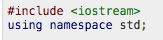 #include <iostream>
using namespace std;